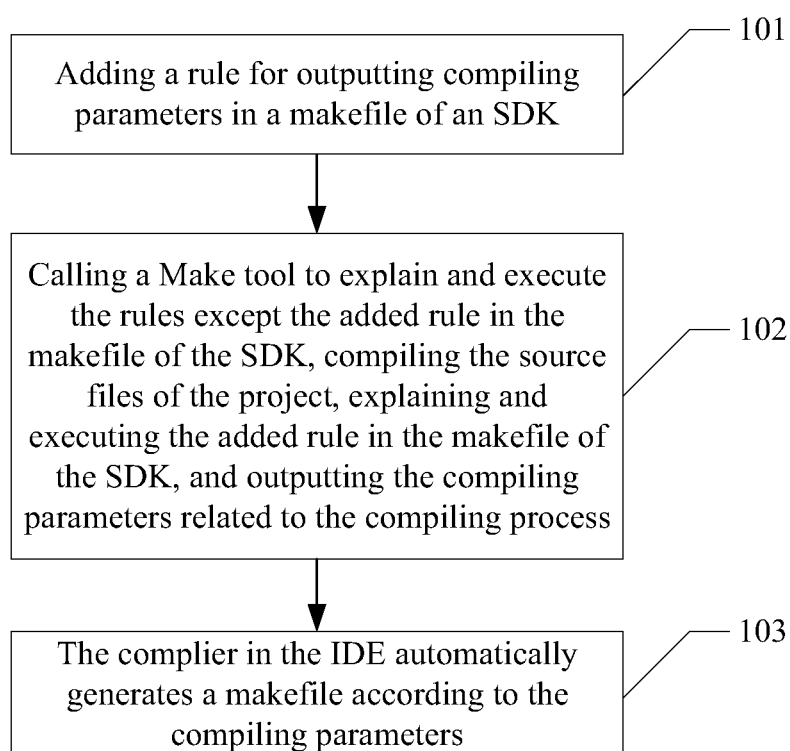 101
Adding a rule for outputting compiling
parameters in a makefile of an SDK
Calling a Make tool to explain and execute
the rules except the added rule in the
makefile of the SDK, compiling the source
files of the project, explaining and
executing the added rule in the makefile of
the SDK, and outputting the compiling
parameters related to the compiling process
102
The complier in the IDE automatically
generates a makefile according to the
compiling parameters
103